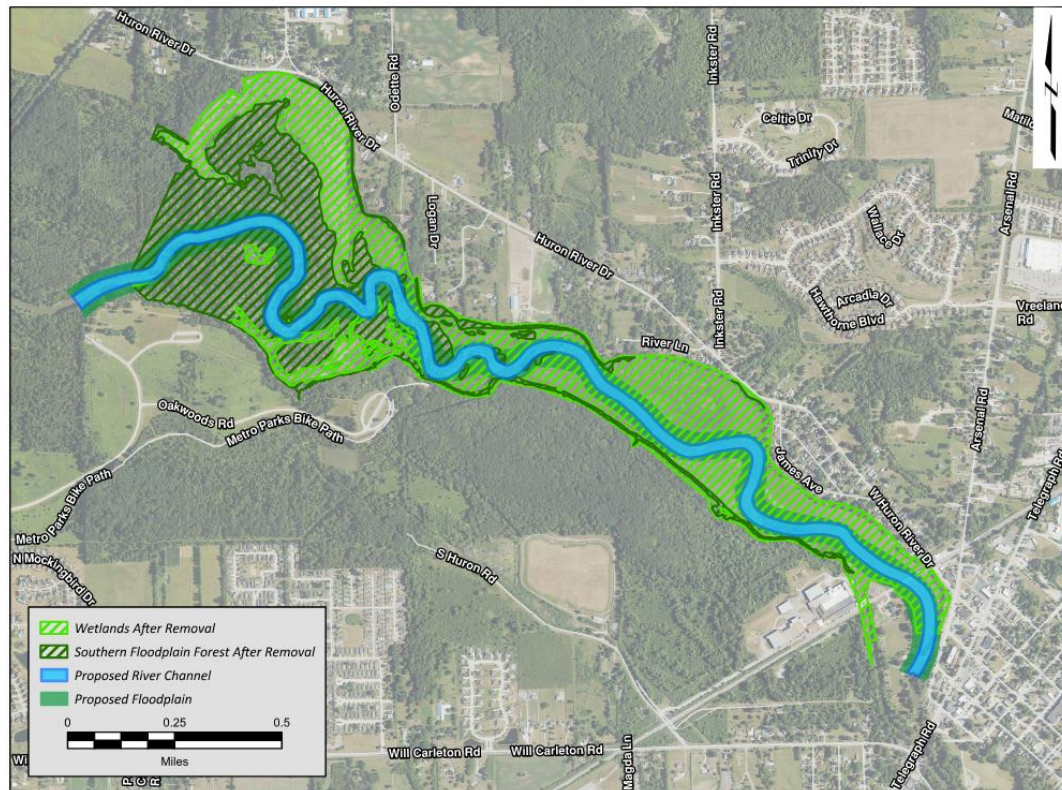 Huron River Dr
Odette Rd
Inkster Rd
Huron River Dr
Celtic Dr
Trinity Dr
Arsenal Rd
Inkster Rd
Logan Dr
Wallace Dr
Huron River Dr
Arcadia Dr
Hawthorne Blvd
Vreeland
Rd
Inkster Rd
River Ln
Oakwoods Rd
Metro Parks Bike Path
Arsenal Rd
James Ave
Telegraph Rd
Metro Parks Bike Path
W Huron River Dr
N Mockingbird Dr
S Huron Rd
Wetlands After Removal
Southern Floodplain Forest After Removal
Proposed River Channel
Proposed Floodplain
0 0.25 0.5
Miles
Will Carleton Rd
Will Carleton Rd
Magda Ln
Telegraph Rd